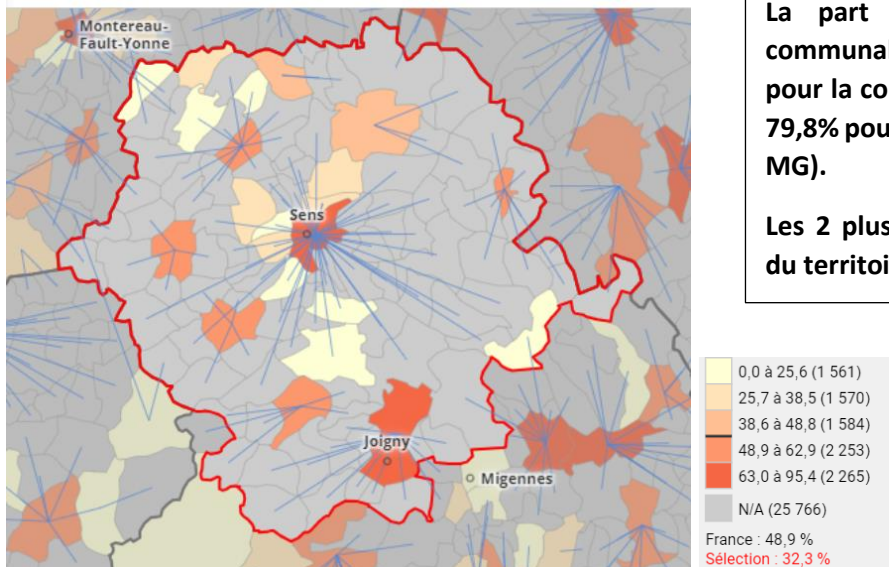 Montereau-
Fault-Yonne
Sens
Joigny
Migennes
La part
communal
pour la co
79,8% pou
MG).
Les 2 plus
du territoi
0,0 à 25,6 (1 561)
25,7 à 38,5 (1 570)
38,6 à 48,8 (1 584)
48,9 à 62,9 (2 253)
63,0 à 95,4 (2 265)
N/A (25 766)
France : 48,9 %
Sélection : 32,3 %